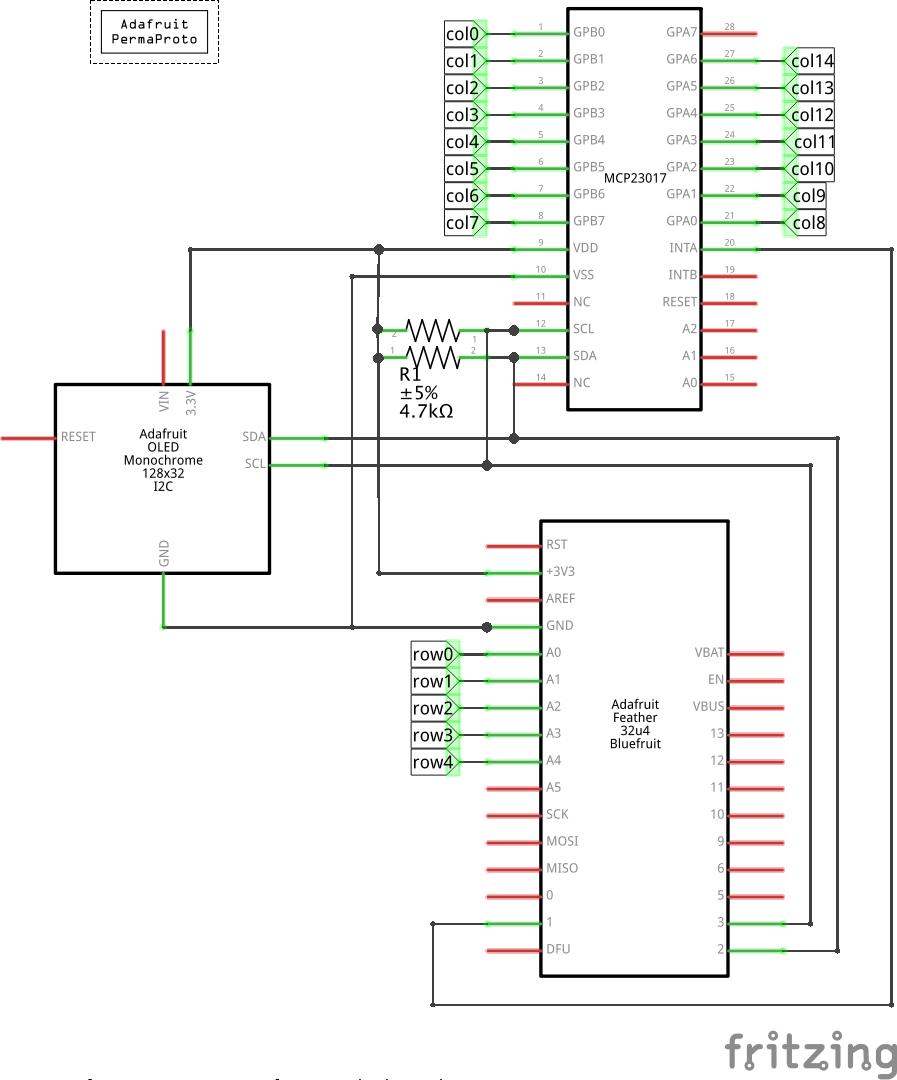 Adafruit
PermaProto
col0
col1
col2
col3
col4
col5
col6
col7
1
2
3
4
5
6
7
8
9
10
11
12
13
14
GPB0
GPB1
GPB2
GPB3
GPB4
GPB5
GPB6
GPB7
VDD
VSS
NC
SCL
SDA
NC
MCP23017
GPA7
GPA6
GPA5
GPA4
GPA3
GPA2
GPA1
GPA0
INTA
INTB
RESET
A2
A1
A0
28
27
26
25
24
23
22
21
20
19
18
17
16
15
col14
col13
col12
col11
col10
col9
col8
2
1
1
2
R1
±5%
4.7kΩ
VIN
3.3V
RESET
Adafruit
OLED
Monochrome
128x32
I2C
SDA
SCL
GND
RST
+3V3
AREF
GND
A0
A1
A2
A3
A4
A5
SCK
MOSI
MISO
0
1
DFU
row0
row1
row2
row3
row4
Adafruit
Feather
32u4
Bluefruit
VBAT
EN
VBUS
13
12
11
10
9
6
5
3
2
fritzing